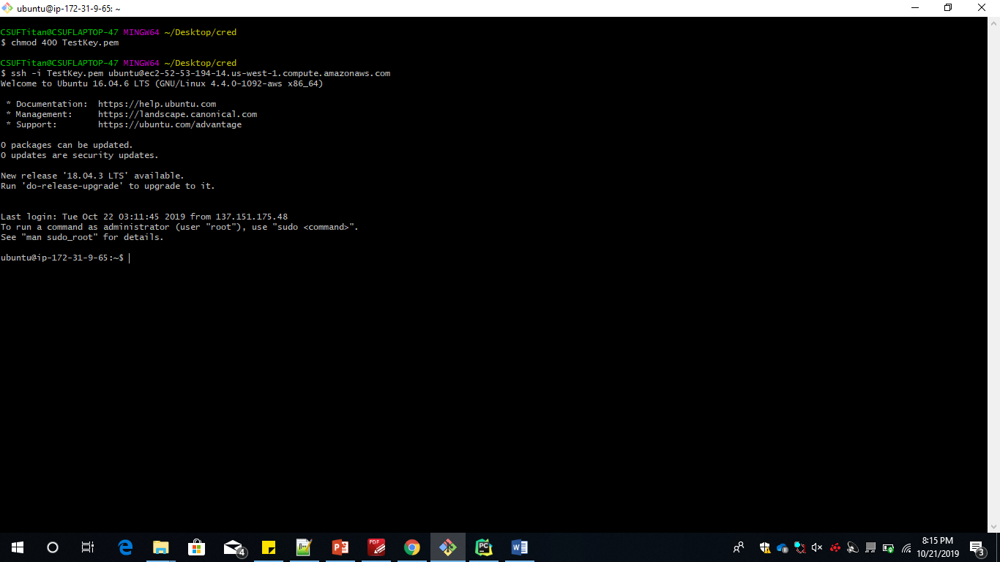 ubuntu@ip-172-31-9-65: ~
CSUFTitan@CSUFLAPTOP-47 MINGW64 ~/Desktop/cred
$ chmod 400 TestKey.pem
CSUFTitan@CSUFLAPTOP-47 MINGW64 ~/Desktop/cred
$ ssh -i TestKey.pem ubuntu@ec2-52-53-194-14.us-west-1.compute.amazonaws.com
Welcome to Ubuntu 16.04.6 LTS (GNU/Linux 4.4.0-1092-aws x86_64)
* Documentation:  https://help.ubuntu.com
* Management:     https://landscape.canonical.com
* Support:        https://ubuntu.com/advantage
0 packages can be updated.
0 updates are security updates.
New release '18.04.3 LTS' available.
Run 'do-release-upgrade' to upgrade to it.
Last login: Tue Oct 22 03:11:45 2019 from 137.151.175.48
To run a command as administrator (user "root"), use "sudo <command>".
See "man sudo_root" for details.
ubuntu@ip-172-31-9-65:~$
4
PDF
PC
8:15 PM
10/21/2019
3